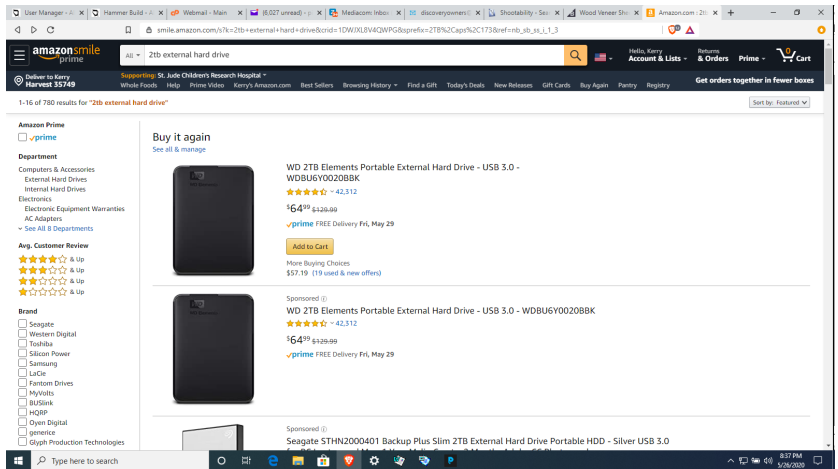 User Manager - A
Hammer Build - A
Webmail - Main
(6,027 unread) -
Mediacom: Inbox
discoveryowners
Shootability - Sea
Wood Veneer She
Amazon.com : 2t
smile.amazon.com/s?k=2tb+external+hard+drive&crid=1DWJXL8V4QWPG&sprefix=2TB%2Caps%2C173&ref=nb_sb_ss_i_1_3
amazonsmile
prime
All
2tb external hard drive
Hello, Kerry
Account & Lists
Returns
& Orders
Prime
0
Cart
Deliver to Kerry
Harvest 35749
Supporting: St. Jude Children's Research Hospital
Whole Foods Help Prime Video Kerry's Amazon.com Best Sellers Browsing History Find a Gift Today's Deals New Releases Gift Cards Buy Again Pantry Registry
Get orders together in fewer boxes
1-16 of 780 results for "2tb external hard drive"
Sort by: Featured
Amazon Prime
prime
Department
Computers & Accessories
External Hard Drives
Internal Hard Drives
Electronics
Electronic Equipment Warranties
AC Adapters
See All 8 Departments
Avg. Customer Review
& Up
& Up
& Up
& Up
Brand
Seagate
Western Digital
Toshiba
Silicon Power
Samsung
LaCie
Fantom Drives
MyVolts
BUSlink
HQRP
Oyen Digital
generice
Glyph Production Technologies
Buy it again
See all & manage
WD 2TB Elements Portable External Hard Drive - USB 3.0 -
WDBU6Y0020BBK
42,312
$64.99 $129.99
prime FREE Delivery Fri, May 29
Add to Cart
More Buying Choices
$57.19 (19 used & new offers)
Sponsored
WD 2TB Elements Portable External Hard Drive - USB 3.0 - WDBU6Y0020BBK
42,312
$64.99 $129.99
prime FREE Delivery Fri, May 29
Sponsored
Seagate STHN2000401 Backup Plus Slim 2TB External Hard Drive Portable HDD - Silver USB 3.0
Type here to search
8:37 PM
5/26/2020